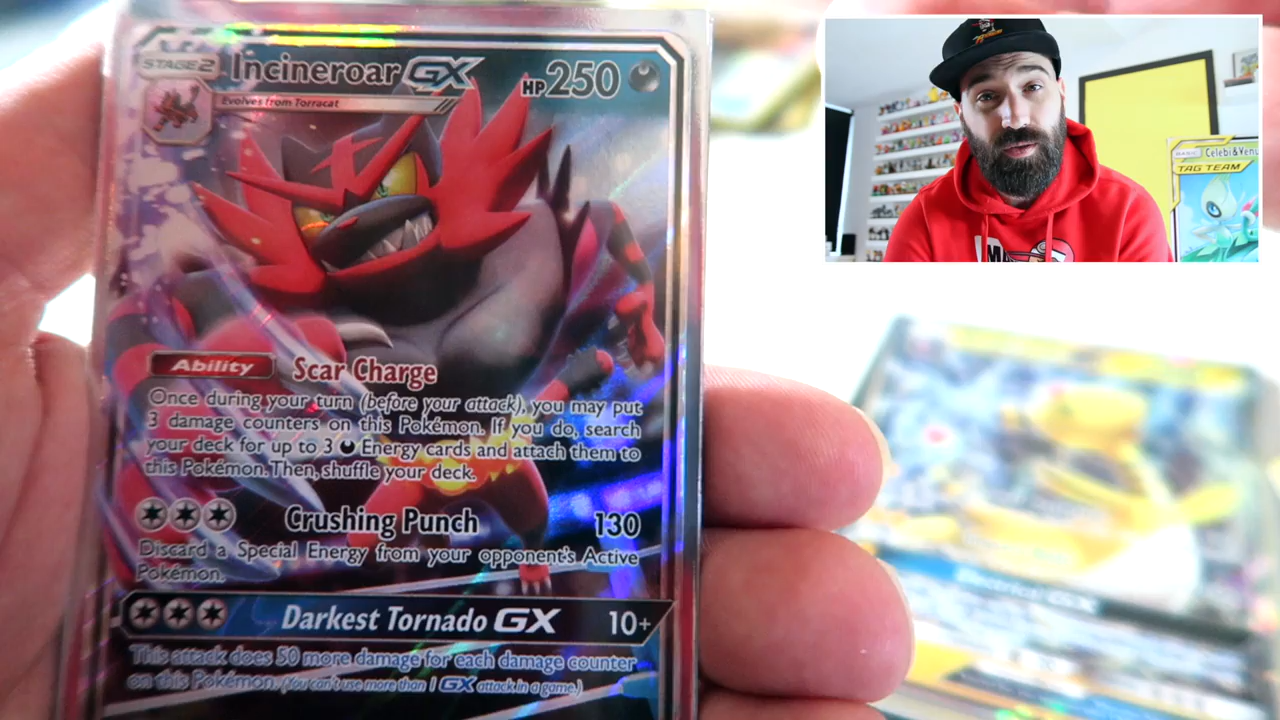 STAGE 2
Incineroar GX
HP 250
Evolves from Torracat
Ability Scar Charge
Once during your turn (before your attack), you may put
3 damage counters on this Pokémon. If you do, search
your deck for up to 3 Energy cards and attach them to
this Pokémon. Then, shuffle your deck.
Crushing Punch 130
Discard a Special Energy from your opponent's Active
Pokémon.
Darkest Tornado GX 10+
This attack does 50 more damage for each damage counter
on this Pokémon. (You can't use more than 1 GX attack in a game.)
BASIC Celebi&Venu
TAG TEAM